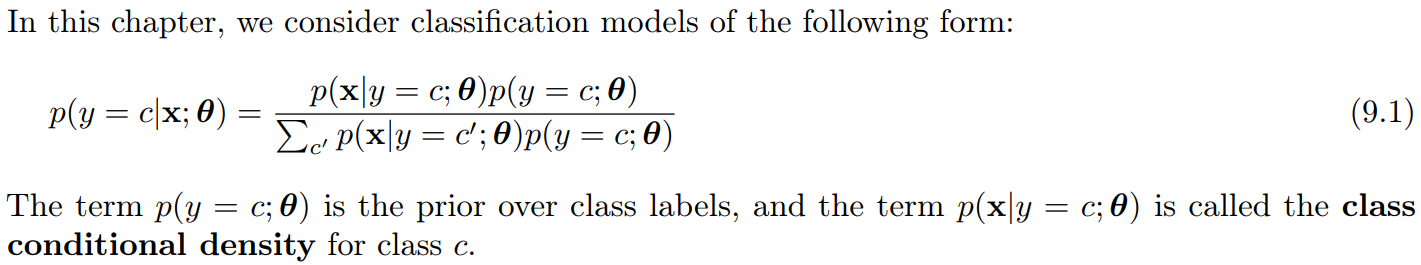 In this chapter, we consider classification models of the following form:
p(y = c|x; θ) = p(x|y = c; θ)p(y = c; θ) / ∑c′ p(x|y = c′; θ)p(y = c; θ) (9.1)
The term p(y = c; θ) is the prior over class labels, and the term p(x|y = c; θ) is called the class
conditional density for class c.